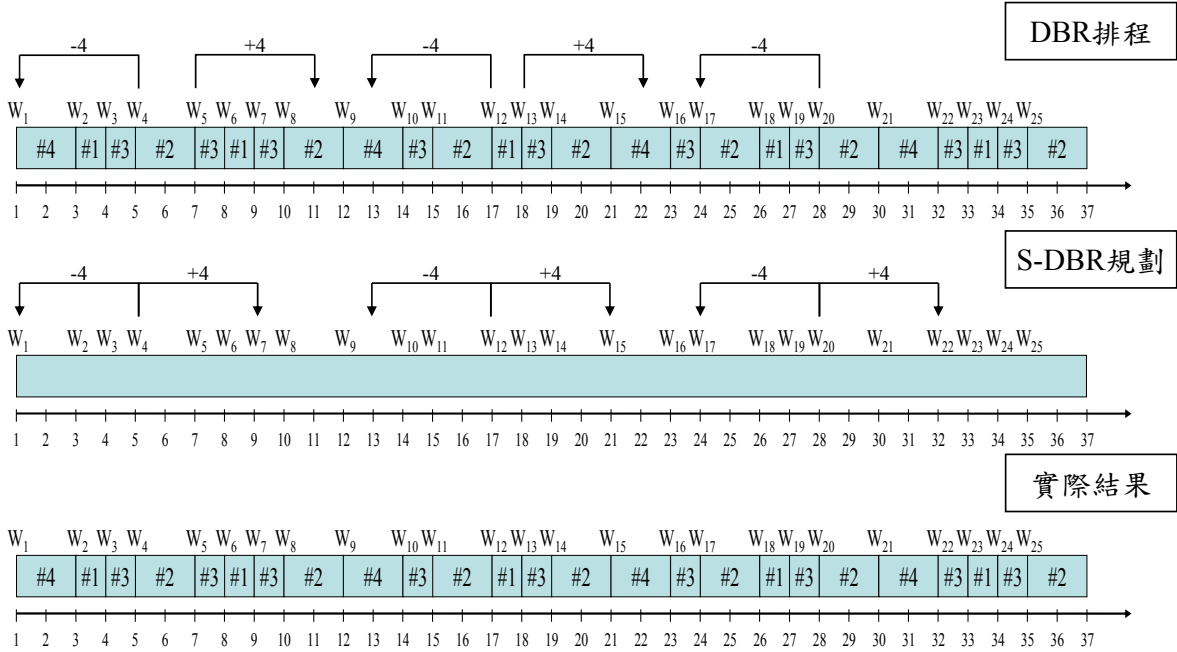 DBR排程
-4 +4 -4 +4 -4
W1 W2 W3 W4 W5 W6 W7 W8 W9 W10 W11 W12 W13 W14 W15 W16 W17 W18 W19 W20 W21 W22 W23 W24 W25
#4 #1 #3 #2 #3 #1 #3 #2 #4 #3 #2 #1 #3 #2 #4 #3 #2 #1 #3 #2 #4 #3 #1 #3 #2
1 2 3 4 5 6 7 8 9 10 11 12 13 14 15 16 17 18 19 20 21 22 23 24 25 26 27 28 29 30 31 32 33 34 35 36 37
S-DBR規劃
-4 +4 -4 +4 -4 +4
W1 W2 W3 W4 W5 W6 W7 W8 W9 W10 W11 W12 W13 W14 W15 W16 W17 W18 W19 W20 W21 W22 W23 W24 W25
1 2 3 4 5 6 7 8 9 10 11 12 13 14 15 16 17 18 19 20 21 22 23 24 25 26 27 28 29 30 31 32 33 34 35 36 37
實際結果
W1 W2 W3 W4 W5 W6 W7 W8 W9 W10 W11 W12 W13 W14 W15 W16 W17 W18 W19 W20 W21 W22 W23 W24 W25
#4 #1 #3 #2 #3 #1 #3 #2 #4 #3 #2 #1 #3 #2 #4 #3 #2 #1 #3 #2 #4 #3 #1 #3 #2
1 2 3 4 5 6 7 8 9 10 11 12 13 14 15 16 17 18 19 20 21 22 23 24 25 26 27 28 29 30 31 32 33 34 35 36 37